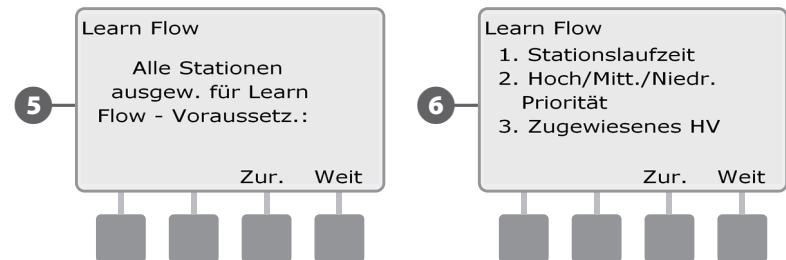 5
Learn Flow
Alle Stationen
ausgew. für Learn
Flow - Voraussetz.:
Zur. Weit
6
Learn Flow
1. Stationslaufzeit
2. Hoch/Mitt./Niedr.
Priorität
3. Zugewiesenes HV
Zur. Weit